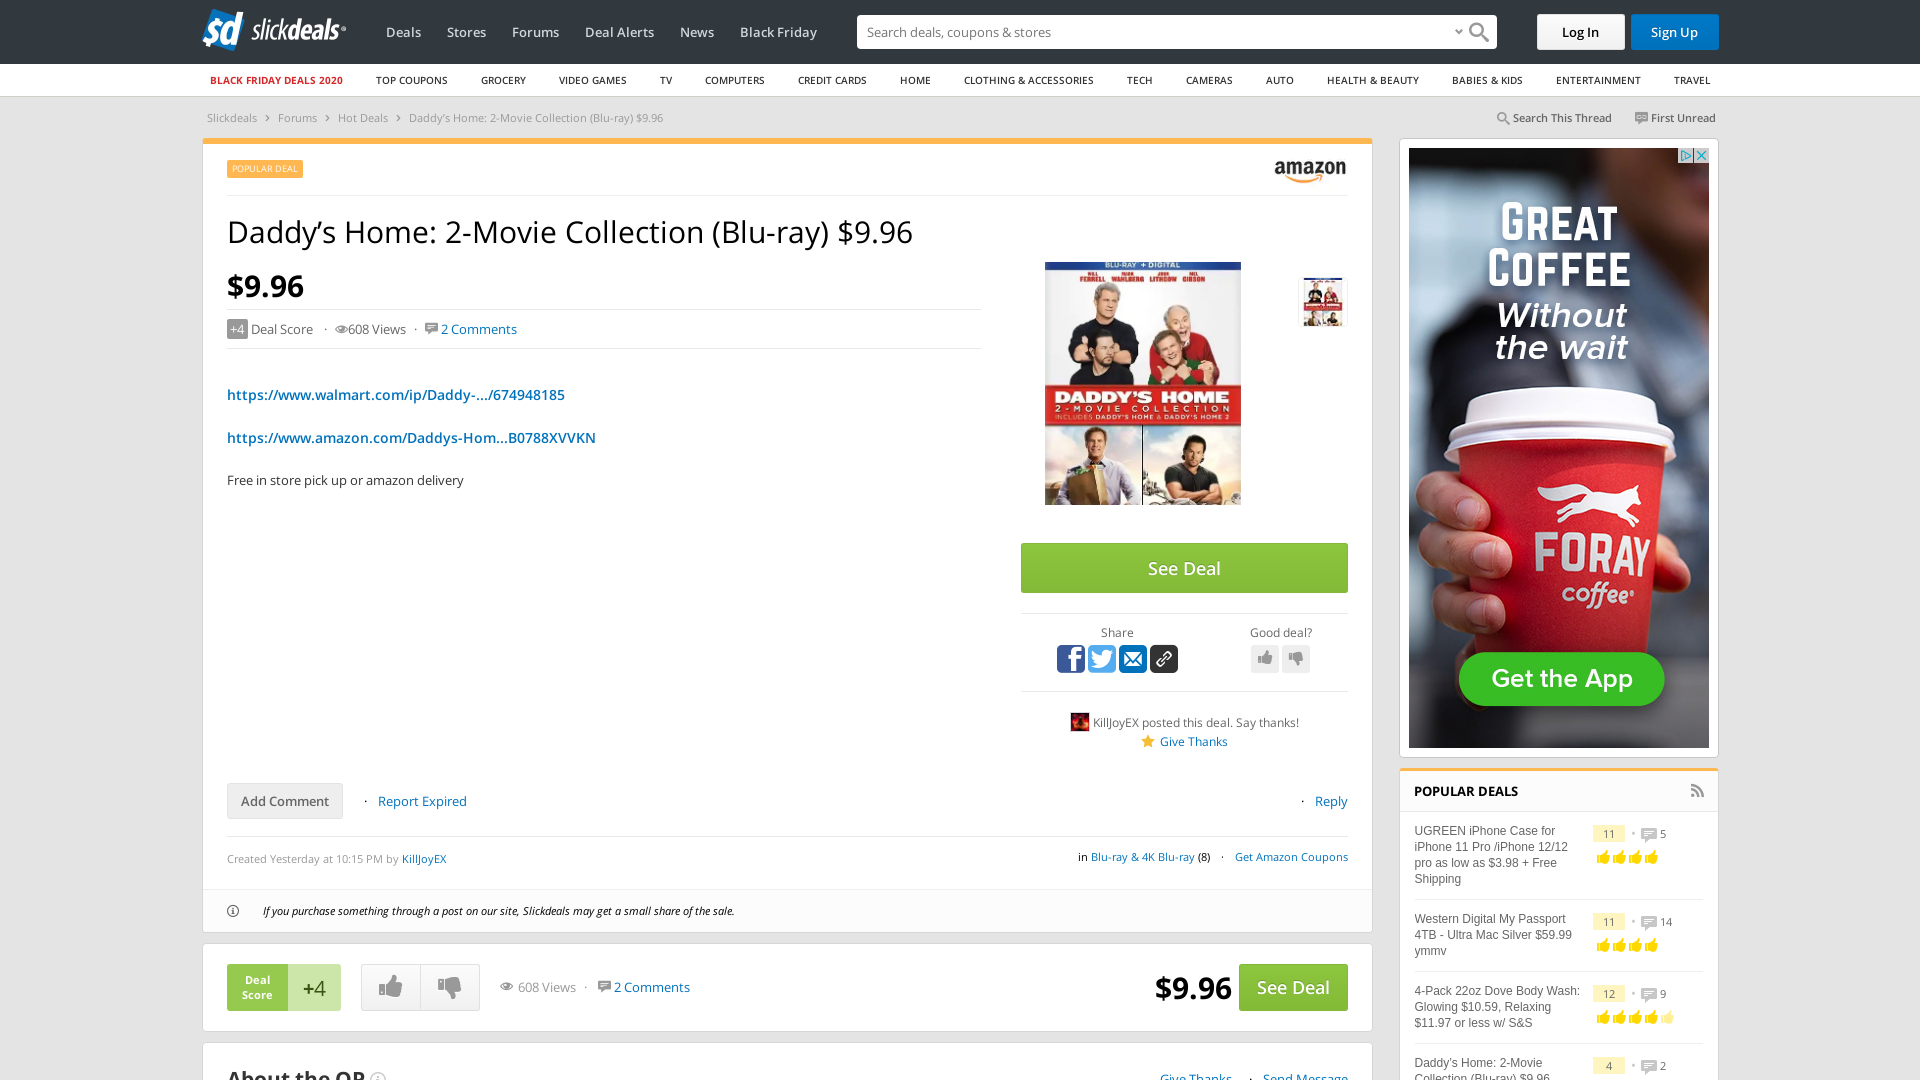 slickdeals
Deals
Stores
Forums
Deal Alerts
News
Black Friday
Search deals, coupons & stores
Log In
Sign Up
BLACK FRIDAY DEALS 2020
TOP COUPONS
GROCERY
VIDEO GAMES
TV
COMPUTERS
CREDIT CARDS
HOME
CLOTHING & ACCESSORIES
TECH
CAMERAS
AUTO
HEALTH & BEAUTY
BABIES & KIDS
ENTERTAINMENT
TRAVEL
Slickdeals › Forums › Hot Deals › Daddy's Home: 2-Movie Collection (Blu-ray) $9.96
Search This Thread
First Unread
POPULAR DEAL
amazon
Daddy's Home: 2-Movie Collection (Blu-ray) $9.96
$9.96
+4 Deal Score · 608 Views · 2 Comments
https://www.walmart.com/ip/Daddy-.../674948185
https://www.amazon.com/Daddys-Hom...B0788XVVKN
Free in store pick up or amazon delivery
BLU-RAY + DIGITAL
WILL FERRELL MARK WAHLBERG JOHN LITHGOW MEL GIBSON
DADDY'S HOME
2-MOVIE COLLECTION
INCLUDES DADDY'S HOME & DADDY'S HOME 2
See Deal
Share
Good deal?
KillJoyEX posted this deal. Say thanks!
Give Thanks
Add Comment
· Report Expired
· Reply
Created Yesterday at 10:15 PM by KillJoyEX
in Blu-ray & 4K Blu-ray (8) · Get Amazon Coupons
If you purchase something through a post on our site, Slickdeals may get a small share of the sale.
Deal
Score
+4
608 Views · 2 Comments
$9.96
See Deal
About the OP
Give Thanks · Send Message
GREAT
COFFEE
Without
the wait
FORAY
coffee
Get the App
POPULAR DEALS
UGREEN iPhone Case for
iPhone 11 Pro /iPhone 12/12
pro as low as $3.98 + Free
Shipping
11 • 5
Western Digital My Passport
4TB - Ultra Mac Silver $59.99
ymmv
11 • 14
4-Pack 22oz Dove Body Wash:
Glowing $10.59, Relaxing
$11.97 or less w/ S&S
12 • 9
Daddy's Home: 2-Movie
Collection (Blu-ray) $9.96
4 • 2